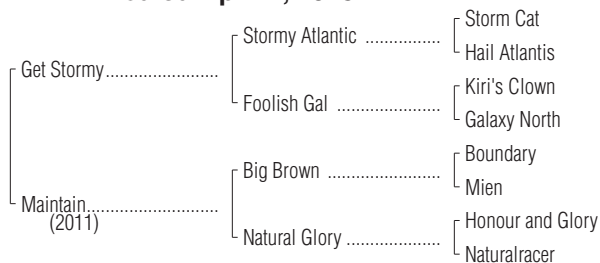 Stormy Atlantic ................... Storm Cat
Hail Atlantis
Get Stormy.............................
Foolish Gal .......................... Kiri's Clown
Galaxy North
Big Brown ............................ Boundary
Mien
Maintain..................................
(2011)
Natural Glory ........................ Honour and Glory
Naturalracer